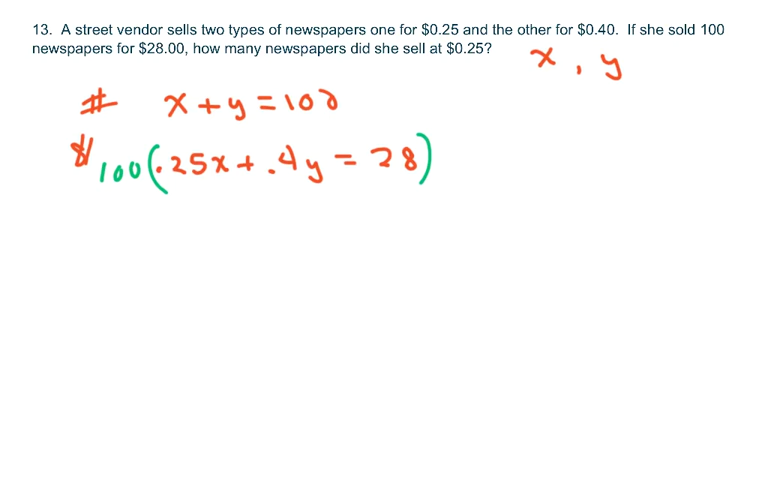 13. A street vendor sells two types of newspapers one for $0.25 and the other for $0.40. If she sold 100
newspapers for $28.00, how many newspapers did she sell at $0.25?
x , y
# x + y = 100
$ 100(.25x + .4y = 28)